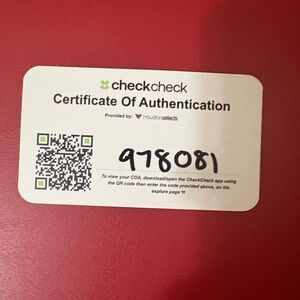 checkcheck
Certificate Of Authentication
Provided by: Houstonselects
978081
To view your COA, download/open the CheckCheck app using
the QR code then enter the code provided above, on the
explore page